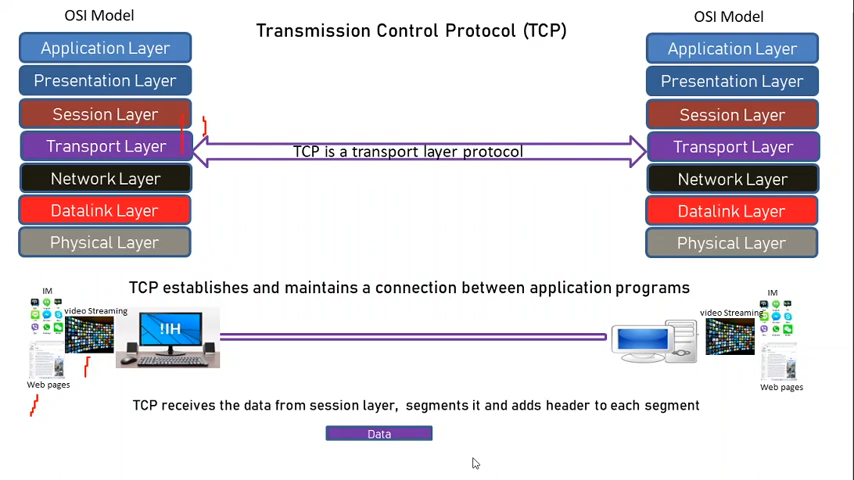 OSI Model
Transmission Control Protocol (TCP)
OSI Model
Application Layer
Presentation Layer
Session Layer
Transport Layer
Network Layer
Datalink Layer
Physical Layer
TCP is a transport layer protocol
Application Layer
Presentation Layer
Session Layer
Transport Layer
Network Layer
Datalink Layer
Physical Layer
TCP establishes and maintains a connection between application programs
IM
video Streaming
Web pages
IM
video Streaming
Web pages
TCP receives the data from session layer, segments it and adds header to each segment
Data